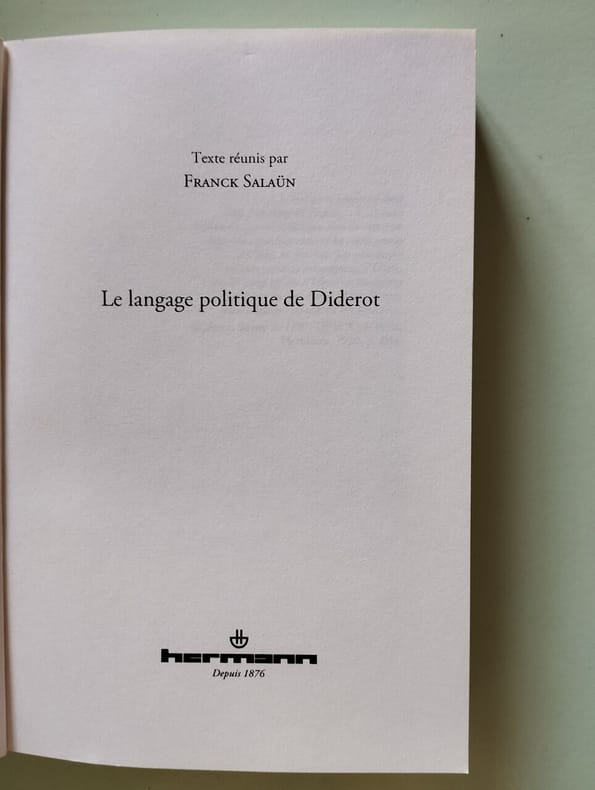 Texte réunis par
FRANCK SALAÜN
Le langage politique de Diderot
hermann
Depuis 1876